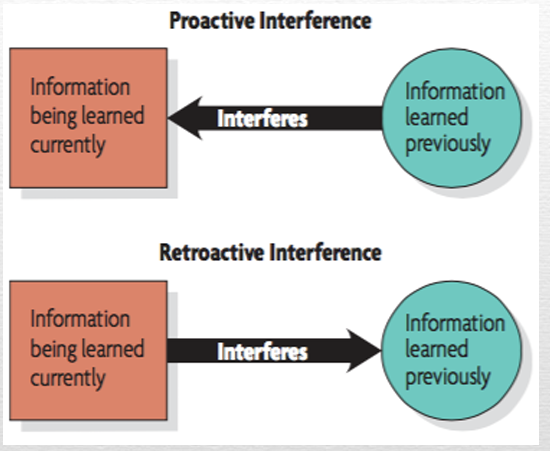 Proactive Interference
Information
being learned
currently
Interferes
Information
learned
previously
Retroactive Interference
Information
being learned
currently
Interferes
Information
learned
previously